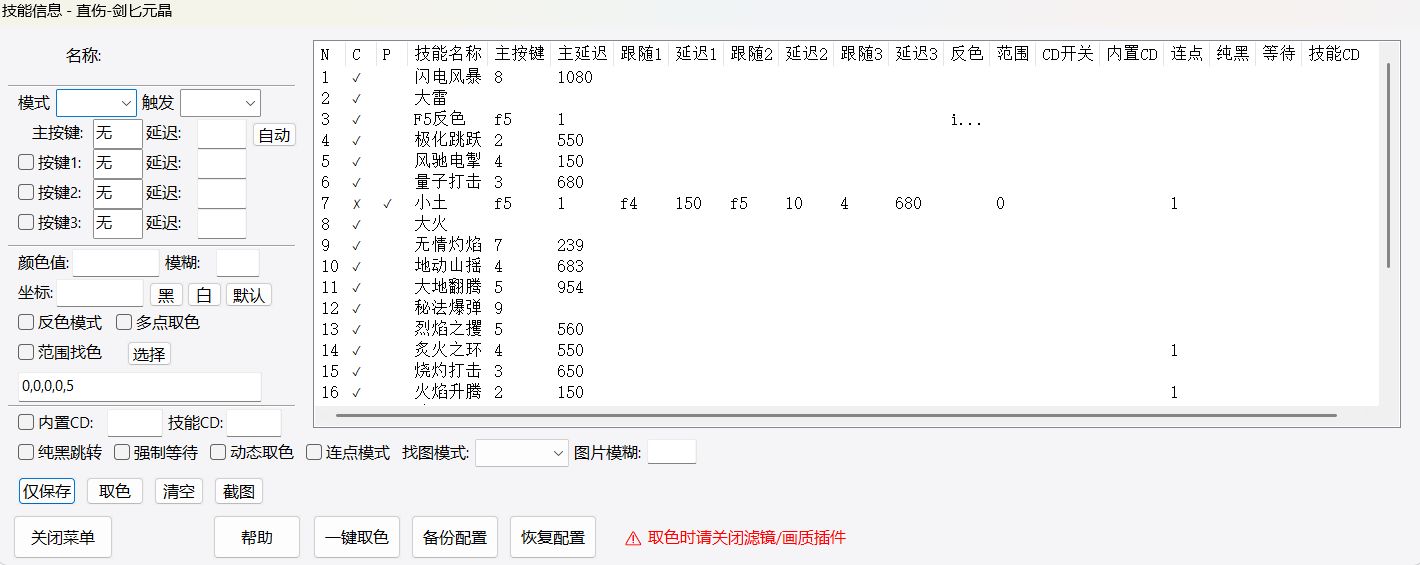 技能信息 - 直伤-剑匕元晶
名称:
模式 触发
主按键: 无 延迟: 自动
按键1: 无 延迟:
按键2: 无 延迟:
按键3: 无 延迟:
颜色值: 模糊:
坐标: 黑 白 默认
反色模式 多点取色
范围找色 选择
0,0,0,0,5
内置CD: 技能CD:
纯黑跳转 强制等待 动态取色 连点模式 找图模式: 图片模糊:
仅保存 取色 清空 截图
关闭菜单 帮助 一键取色 备份配置 恢复配置 ⚠ 取色时请关闭滤镜/画质插件
N C P 技能名称 主按键 主延迟 跟随1 延迟1 跟随2 延迟2 跟随3 延迟3 反色 范围 CD开关 内置CD 连点 纯黑 等待 技能CD
1 ✓ 闪电风暴 8 1080
2 ✓ 大雷
3 ✓ F5反色 f5 1 i...
4 ✓ 极化跳跃 2 550
5 ✓ 风驰电掣 4 150
6 ✓ 量子打击 3 680
7 ✗ ✓ 小土 f5 1 f4 150 f5 10 4 680 0 1
8 ✓ 大火
9 ✓ 无情灼焰 7 239
10 ✓ 地动山摇 4 683
11 ✓ 大地翻腾 5 954
12 ✓ 秘法爆弹 9
13 ✓ 烈焰之攫 5 560
14 ✓ 炙火之环 4 550 1
15 ✓ 烧灼打击 3 650
16 ✓ 火焰升腾 2 150 1